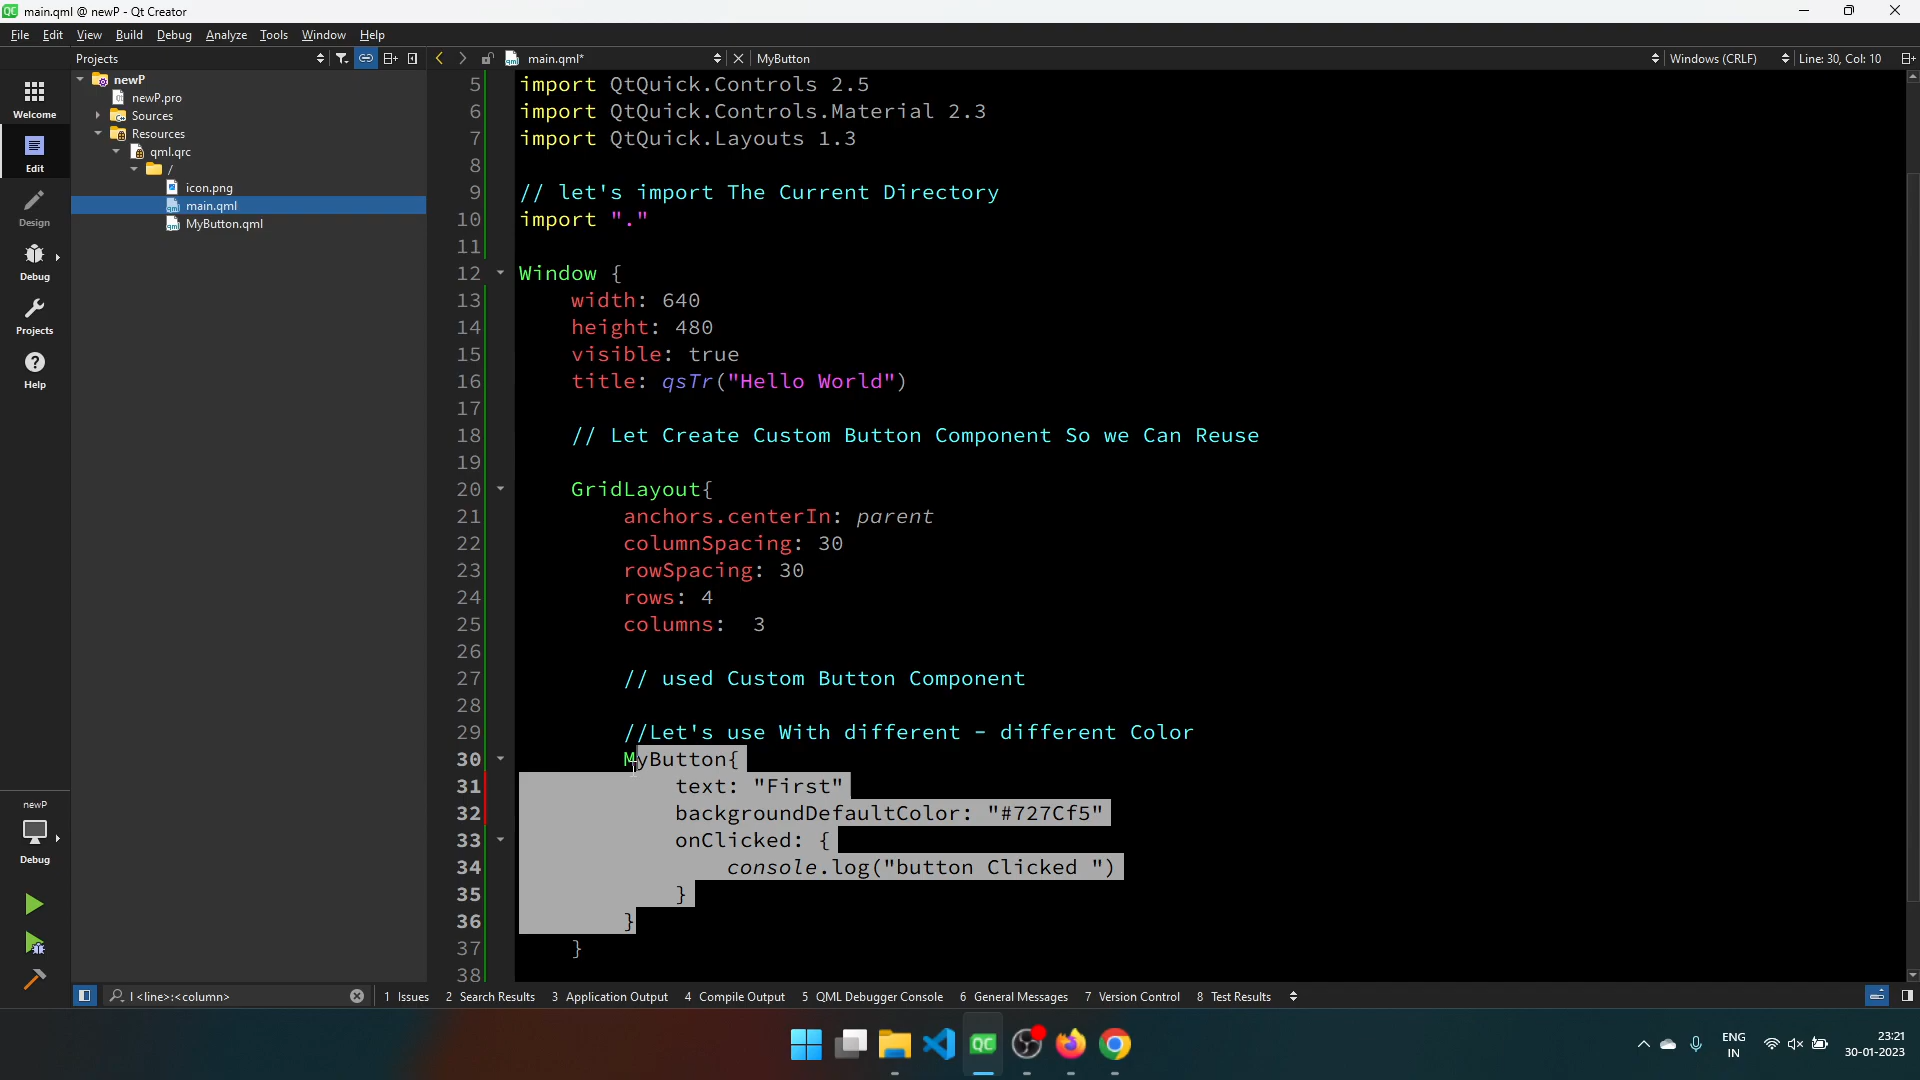 main.qml @ newP - Qt Creator
File Edit View Build Debug Analyze Tools Window Help
Projects
main.qml*
MyButton
Windows (CRLF)
Line: 30, Col: 10
Welcome
Edit
Design
Debug
Projects
Help
newP
newP.pro
Sources
Resources
qml.qrc
/
icon.png
main.qml
MyButton.qml
5 import QtQuick.Controls 2.5
6 import QtQuick.Controls.Material 2.3
7 import QtQuick.Layouts 1.3
8
9 // let's import The Current Directory
10 import "."
11
12 Window {
13 width: 640
14 height: 480
15 visible: true
16 title: qsTr("Hello World")
17
18 // Let Create Custom Button Component So we Can Reuse
19
20 GridLayout{
21 anchors.centerIn: parent
22 columnSpacing: 30
23 rowSpacing: 30
24 rows: 4
25 columns:  3
26
27 // used Custom Button Component
28
29 //Let's use With different - different Color
30 MyButton{
31 text: "First"
32 backgroundDefaultColor: "#727Cf5"
33 onClicked: {
34 console.log("button Clicked ")
35 }
36 }
37 }
38
newP
Debug
l <line>:<column>
1 Issues
2 Search Results
3 Application Output
4 Compile Output
5 QML Debugger Console
6 General Messages
7 Version Control
8 Test Results
QC
ENG
IN
23:21
30-01-2023